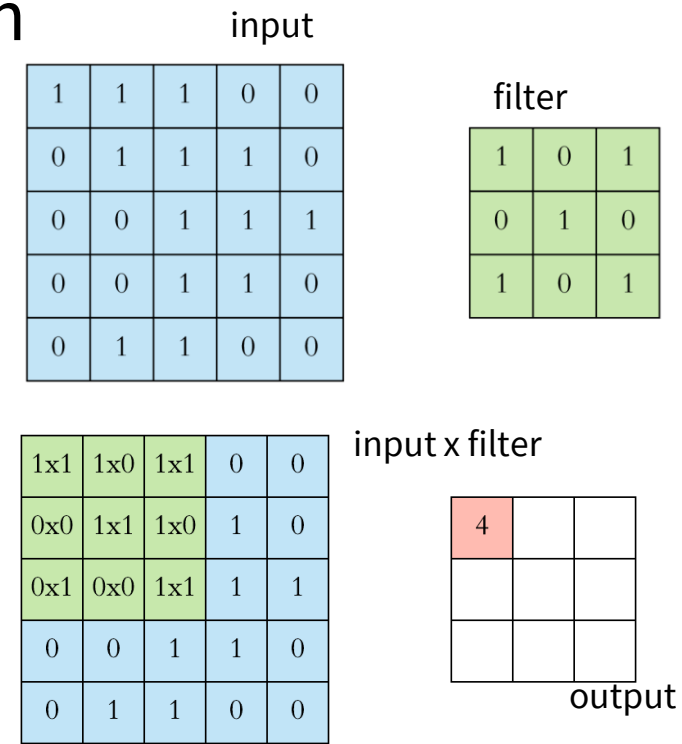 n
input
1 1 1 0 0
0 1 1 1 0
0 0 1 1 1
0 0 1 1 0
0 1 1 0 0
filter
1 0 1
0 1 0
1 0 1
input x filter
1x1 1x0 1x1 0 0
0x0 1x1 1x0 1 0
0x1 0x0 1x1 1 1
0 0 1 1 0
0 1 1 0 0
4
output